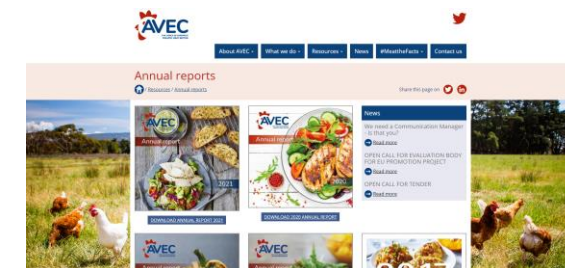 AVEC
About AVEC
What we do
Resources
News
#MeattheFacts
Contact us
Annual reports
/ Resources / Annual reports
Share this page on
AVEC
Annual report
2021
DOWNLOAD ANNUAL REPORT 2021
AVEC
Annual report
DOWNLOAD 2020 ANNUAL REPORT
News
We need a Communication Manager
- is that you?
Read more
OPEN CALL FOR EVALUATION BODY
FOR EU PROMOTION PROJECT
Read more
OPEN CALL FOR TENDER
Read more
AVEC
AVEC